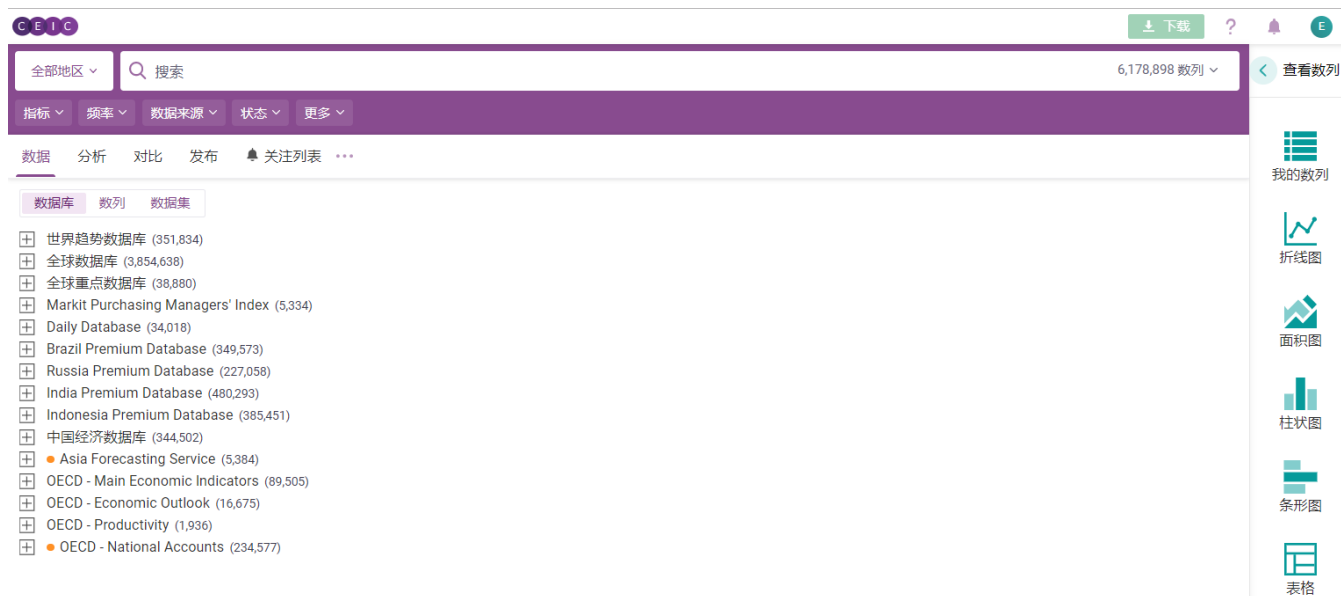 CEIC
下载
?
E
全部地区
搜索
6,178,898 数列
查看数列
指标 频率 数据来源 状态 更多
数据 分析 对比 发布 关注列表 •••
数据库 数列 数据集
世界趋势数据库 (351,834)
全球数据库 (3,854,638)
全球重点数据库 (38,880)
Markit Purchasing Managers' Index (5,334)
Daily Database (34,018)
Brazil Premium Database (349,573)
Russia Premium Database (227,058)
India Premium Database (480,293)
Indonesia Premium Database (385,451)
中国经济数据库 (344,502)
Asia Forecasting Service (5,384)
OECD - Main Economic Indicators (89,505)
OECD - Economic Outlook (16,675)
OECD - Productivity (1,936)
OECD - National Accounts (234,577)
我的数列
折线图
面积图
柱状图
条形图
表格